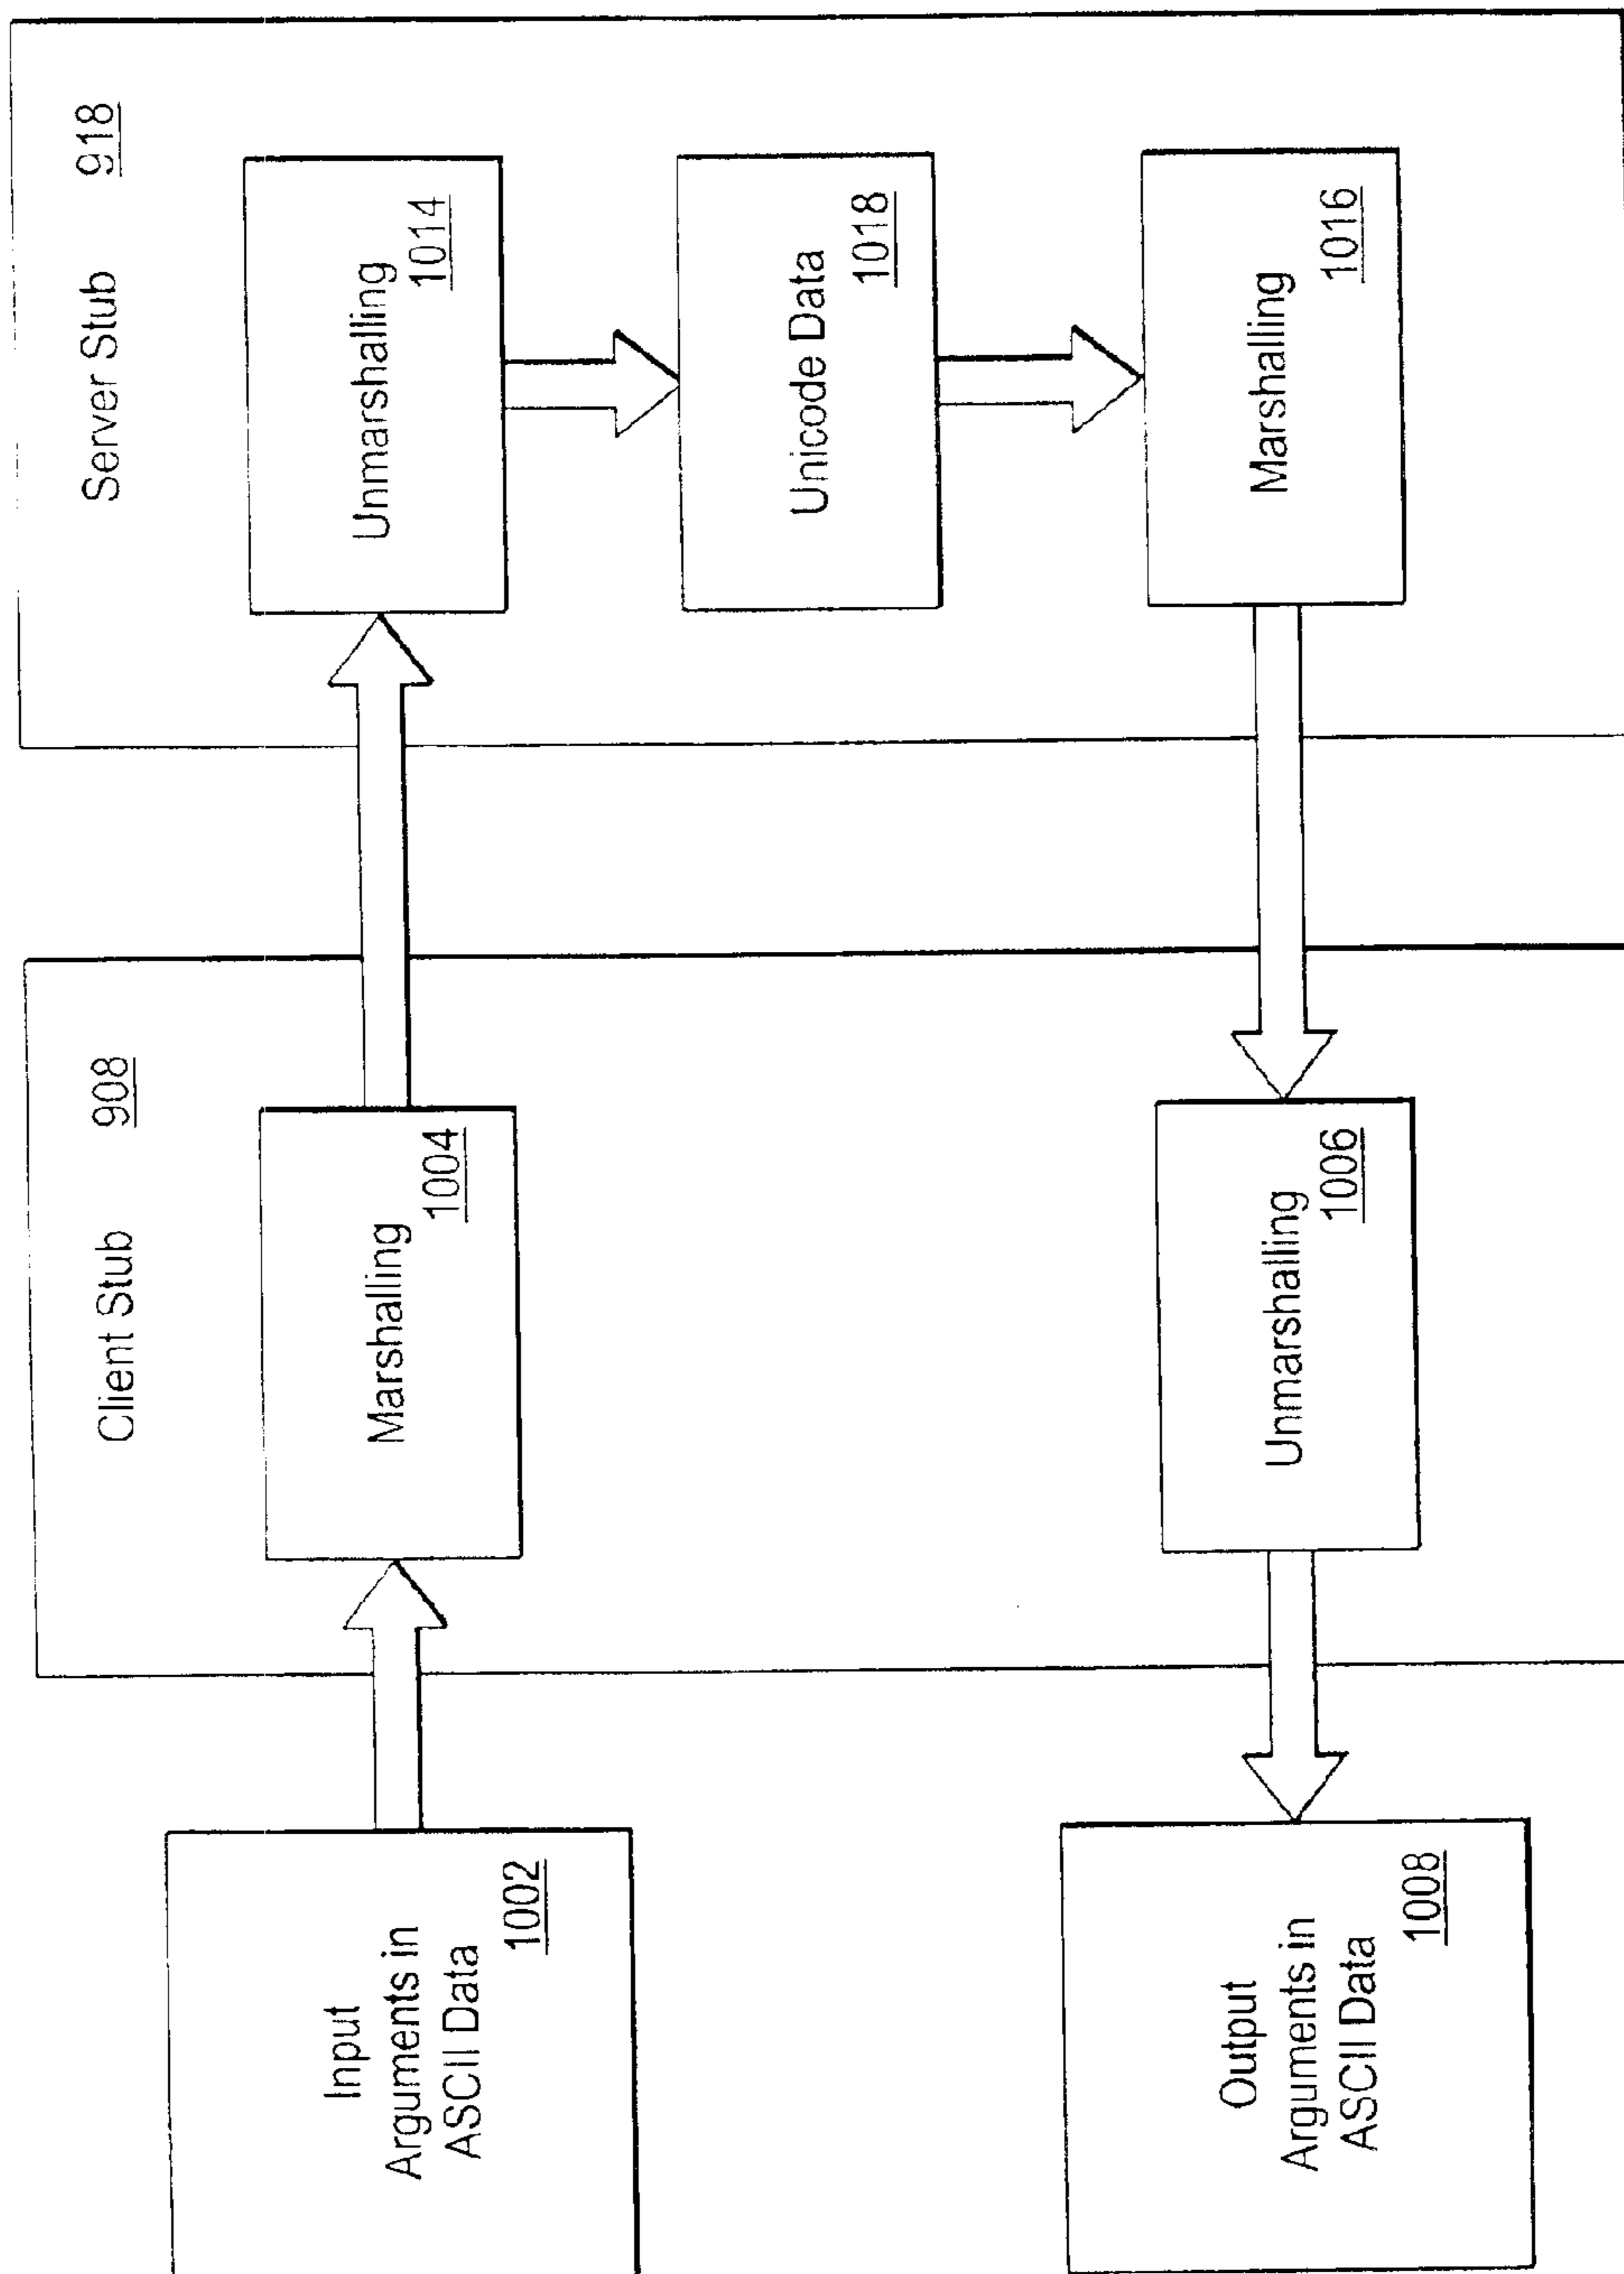 Input
Arguments in
ASCII Data
1002
Client Stub 908
Marshalling
1004
Server Stub 918
Unmarshalling
1014
Unicode Data
1018
Marshalling
1016
Unmarshalling
1006
Output
Arguments in
ASCII Data
1008